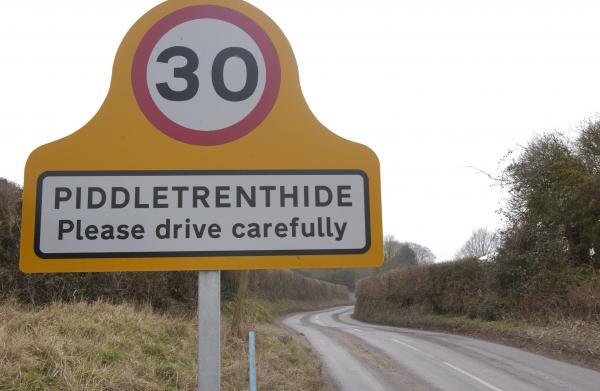 30
PIDDLETRENTHIDE
Please drive carefully